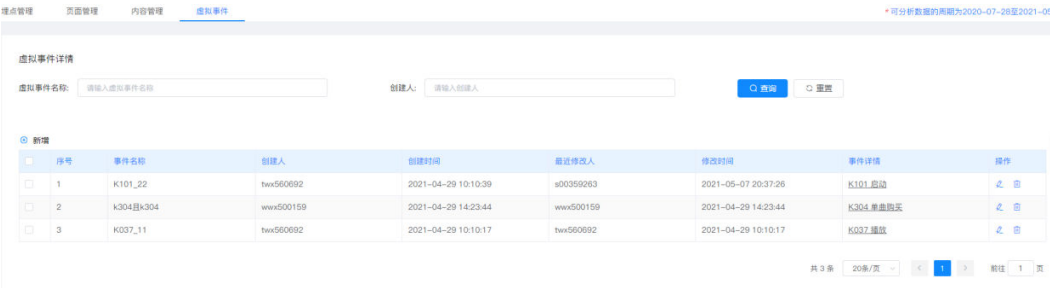 埋点管理 页面管理 内容管理 虚拟事件 *可分析数据的周期为2020-07-28至2021-05
虚拟事件详情
虚拟事件名称: 请输入虚拟事件名称 创建人: 请输入创建人 查询 重置
新增
序号 事件名称 创建人 创建时间 最近修改人 修改时间 事件详情 操作
1 K101_22 twx560692 2021-04-29 10:10:39 s00359263 2021-05-07 20:37:26 K101 启动
2 k304且k304 wwx500159 2021-04-29 14:23:44 wwx500159 2021-04-29 14:23:44 K304 单曲购买
3 K037_11 twx560692 2021-04-29 10:10:17 twx560692 2021-04-29 10:10:17 K037 播放
共 3 条 20条/页 1 前往 1 页